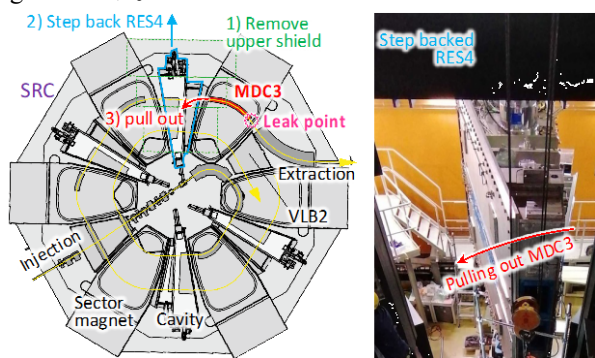 2) Step back RES4
1) Remove
upper shield
SRC
MDC3
3) pull out
Leak point
Extraction
VLB2
Injection
Sector
magnet
Cavity
Step backed
RES4
Pulling out MDC3